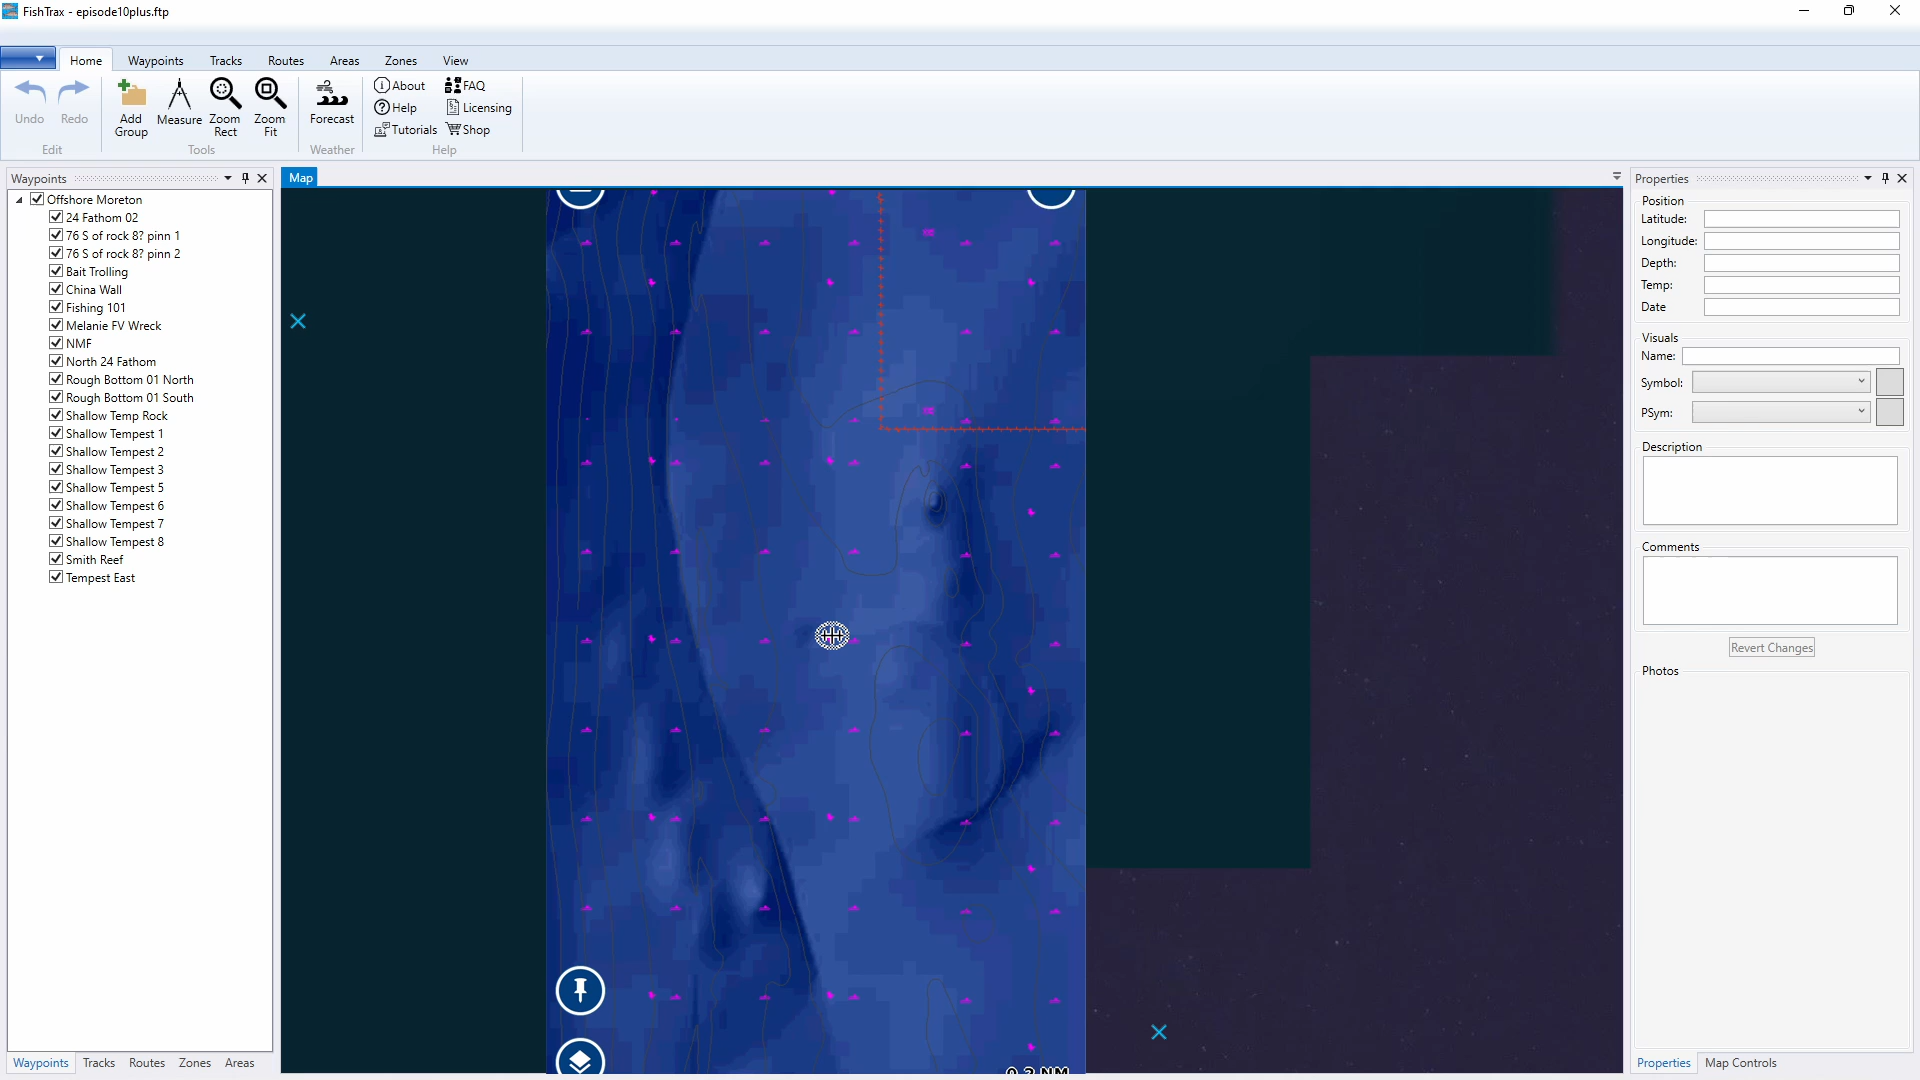 FishTrax - episode10plus.ftp
Home Waypoints Tracks Routes Areas Zones View
Undo Redo
Edit
Add Group Measure Zoom Rect Zoom Fit
Tools
Forecast
Weather
About FAQ
Help Licensing
Tutorials Shop
Help
Waypoints
Offshore Moreton
24 Fathom 02
76 S of rock 8? pinn 1
76 S of rock 8? pinn 2
Bait Trolling
China Wall
Fishing 101
Melanie FV Wreck
NMF
North 24 Fathom
Rough Bottom 01 North
Rough Bottom 01 South
Shallow Temp Rock
Shallow Tempest 1
Shallow Tempest 2
Shallow Tempest 3
Shallow Tempest 5
Shallow Tempest 6
Shallow Tempest 7
Shallow Tempest 8
Smith Reef
Tempest East
Waypoints Tracks Routes Zones Areas
Map
Properties
Position
Latitude:
Longitude:
Depth:
Temp:
Date
Visuals
Name:
Symbol:
PSym:
Description
Comments
Revert Changes
Photos
Properties Map Controls